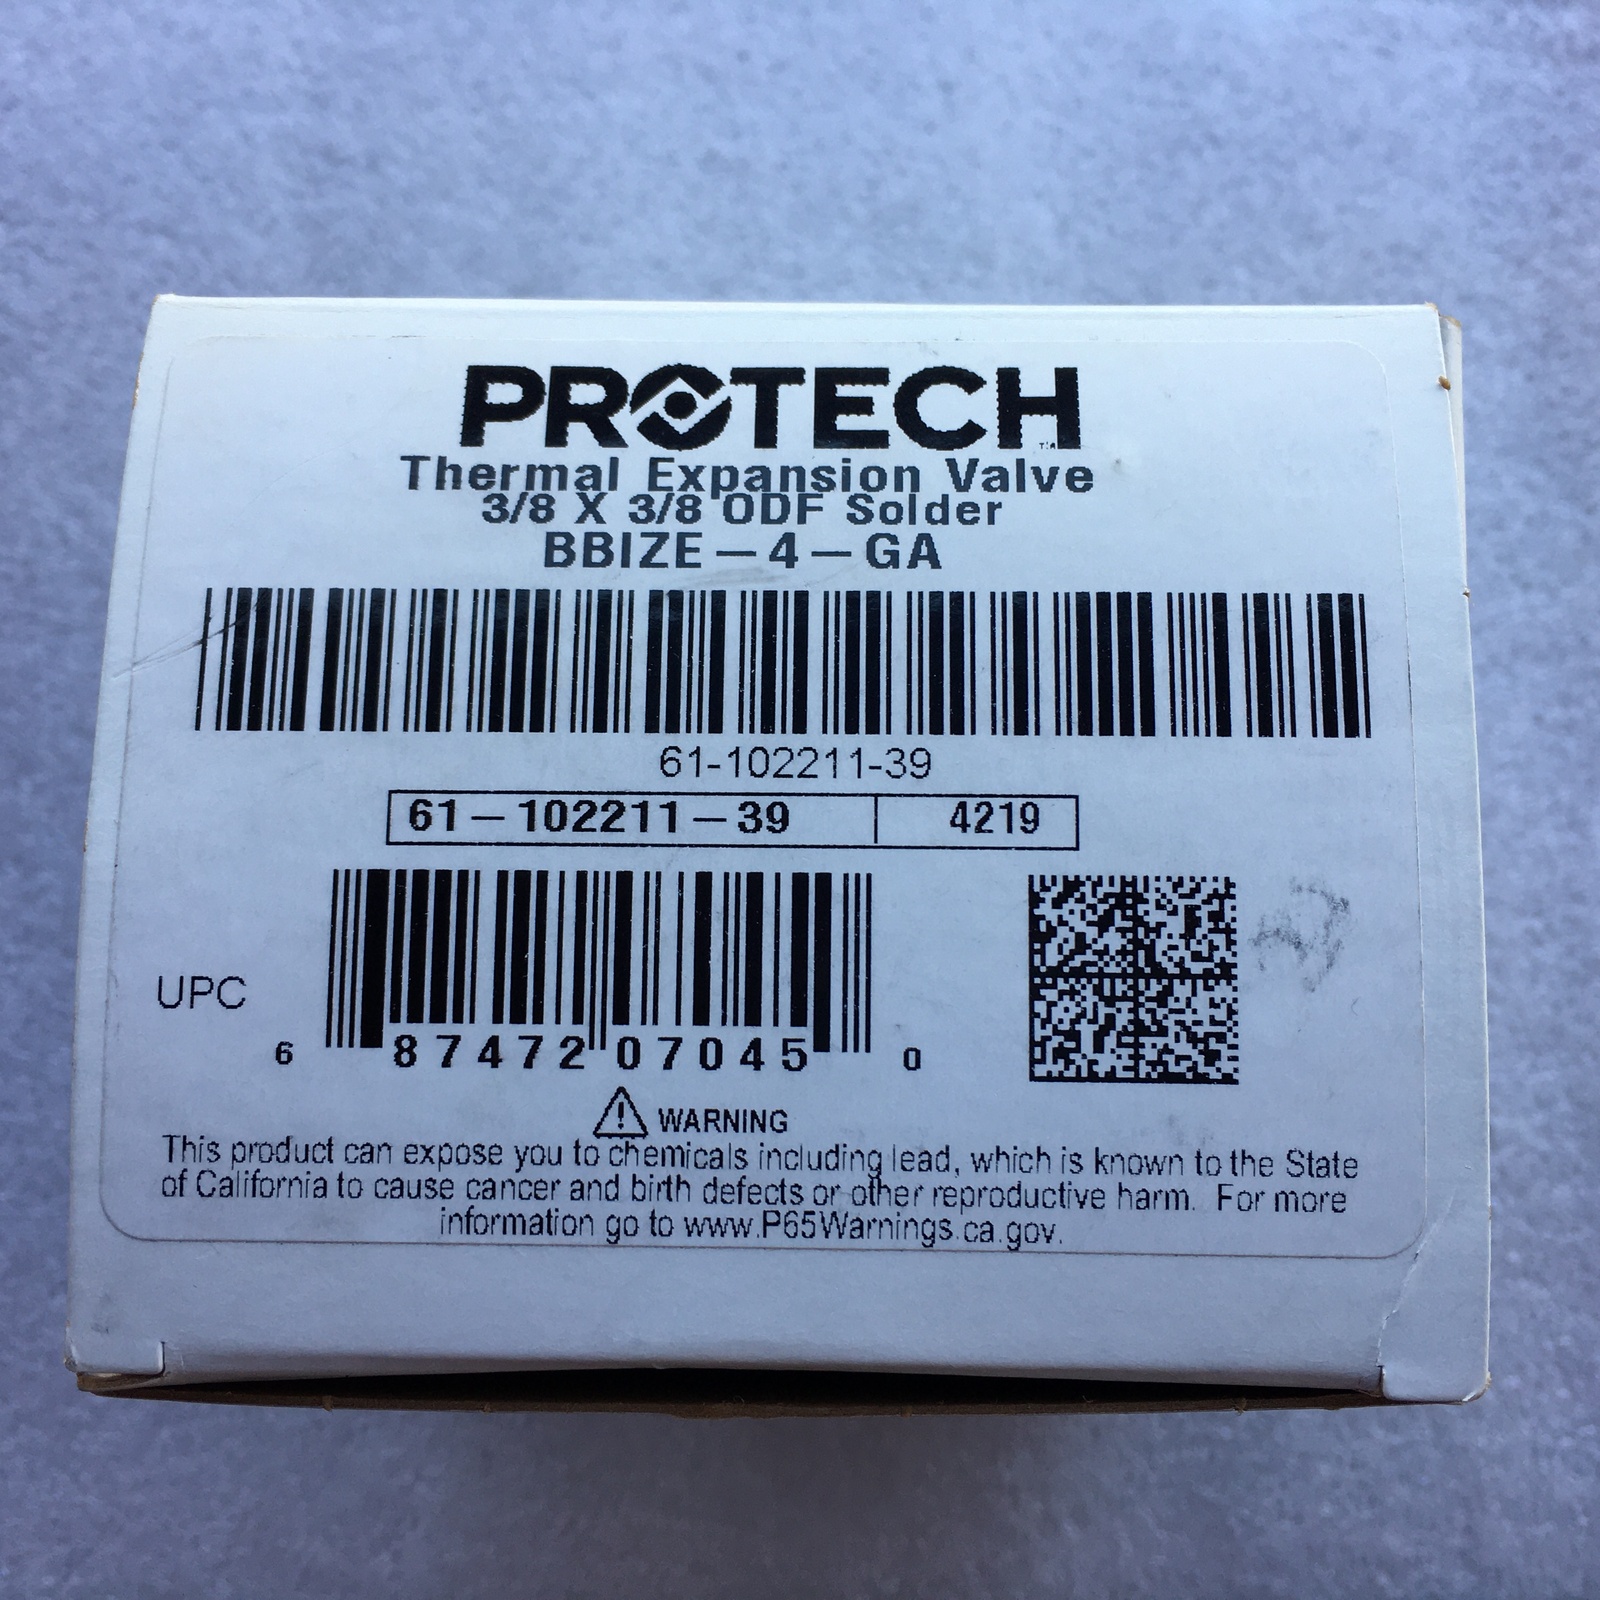 PROTECH™
Thermal Expansion Valve
3/8 X 3/8 ODF Solder
BBIZE-4-GA
61-102211-39
61-102211-39 4219
UPC
6 87472 07045 0
⚠ WARNING
This product can expose you to chemicals including lead, which is known to the State
of California to cause cancer and birth defects or other reproductive harm. For more
information go to www.P65Warnings.ca.gov.